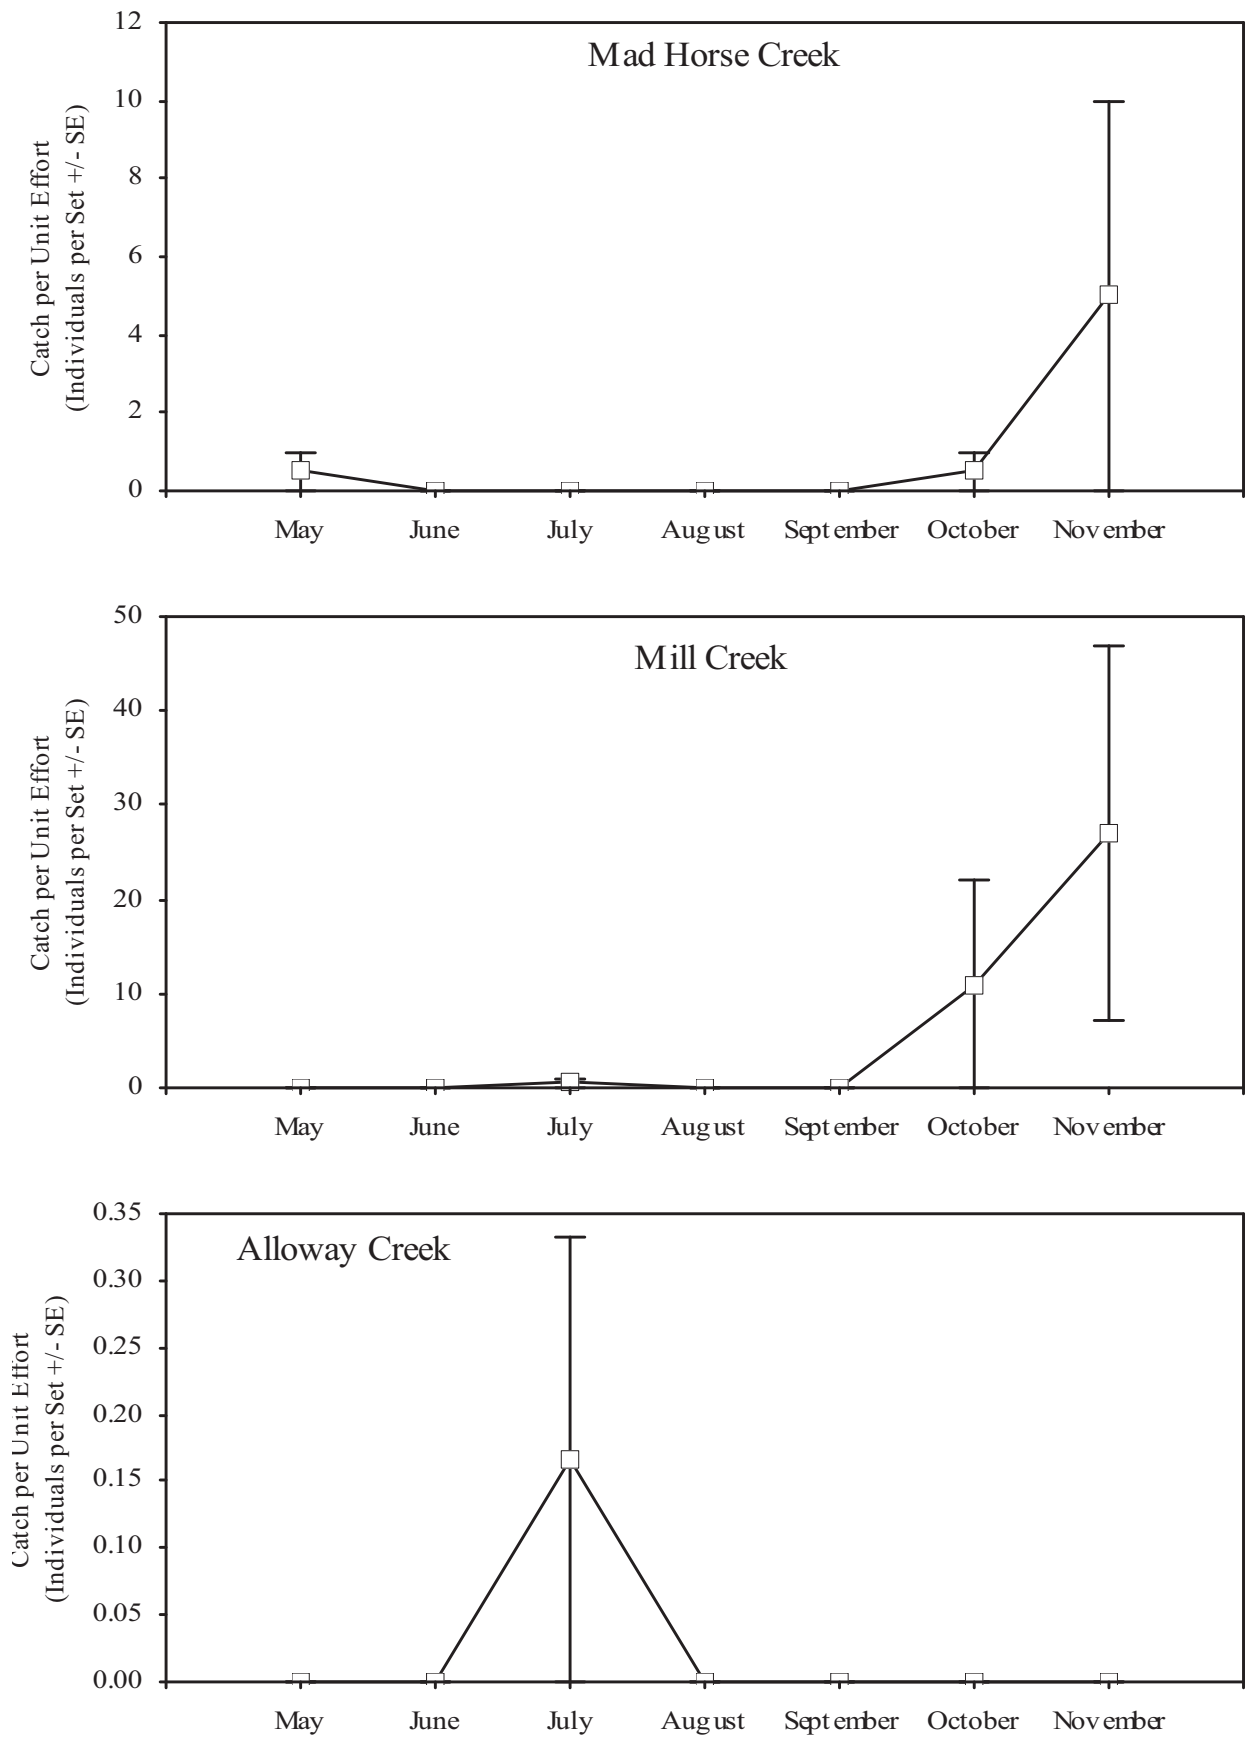 Mad Horse Creek
Catch per Unit Effort
(Individuals per Set +/- SE)
12
10
8
6
4
2
0
May June July August September October November
Mill Creek
Catch per Unit Effort
(Individuals per Set +/- SE)
50
40
30
20
10
0
May June July August September October November
Alloway Creek
Catch per Unit Effort
(Individuals per Set +/- SE)
0.35
0.30
0.25
0.20
0.15
0.10
0.05
0.00
May June July August September October November